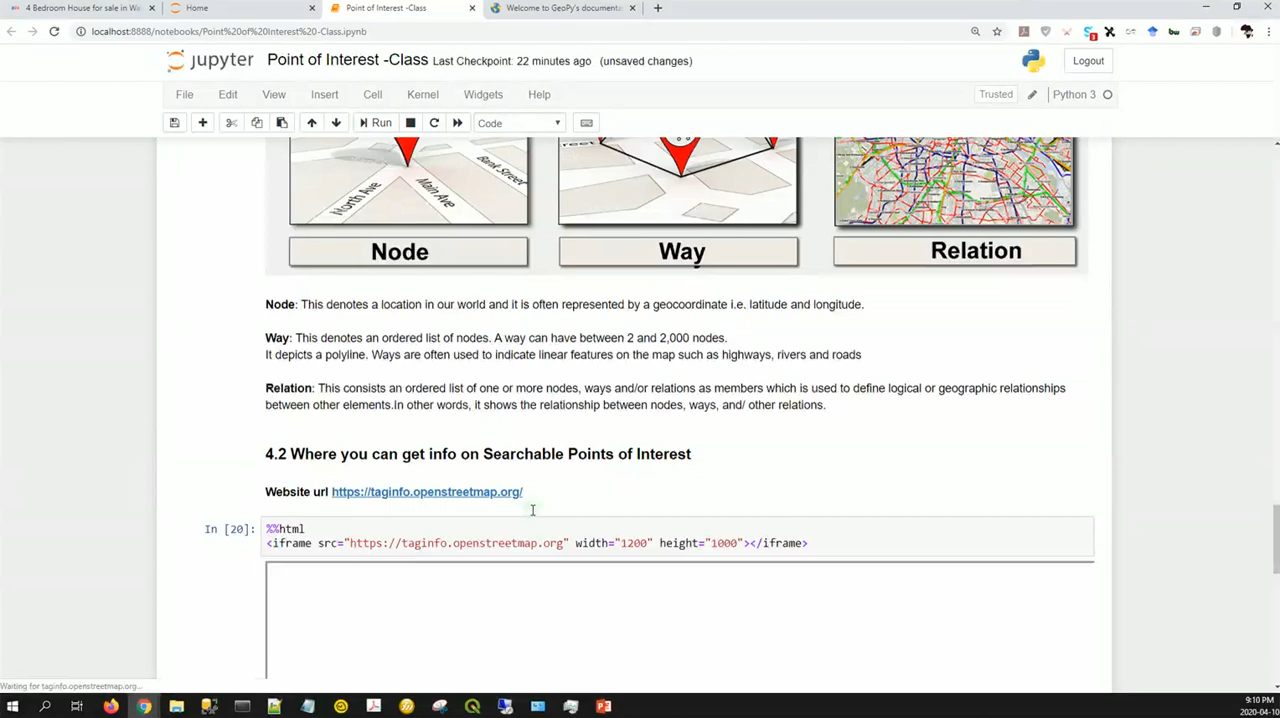 4 Bedroom House for sale in Wa
Home
Point of Interest -Class
Welcome to GeoPy's documenta
localhost:8888/notebooks/Point%20of%20Interest%20-Class.ipynb
jupyter Point of Interest -Class Last Checkpoint: 22 minutes ago (unsaved changes)
Logout
File Edit View Insert Cell Kernel Widgets Help
Trusted Python 3
Run Code
North Ave Main Ave Bank Street
Node Way Relation
Node: This denotes a location in our world and it is often represented by a geocoordinate i.e. latitude and longitude.
Way: This denotes an ordered list of nodes. A way can have between 2 and 2,000 nodes.
It depicts a polyline. Ways are often used to indicate linear features on the map such as highways, rivers and roads
Relation: This consists an ordered list of one or more nodes, ways and/or relations as members which is used to define logical or geographic relationships
between other elements.In other words, it shows the relationship between nodes, ways, and/ other relations.
4.2 Where you can get info on Searchable Points of Interest
Website url https://taginfo.openstreetmap.org/
In [20]: %%html
<iframe src="https://taginfo.openstreetmap.org" width="1200" height="1000"></iframe>
Waiting for taginfo.openstreetmap.org...
9:10 PM
2020-04-10